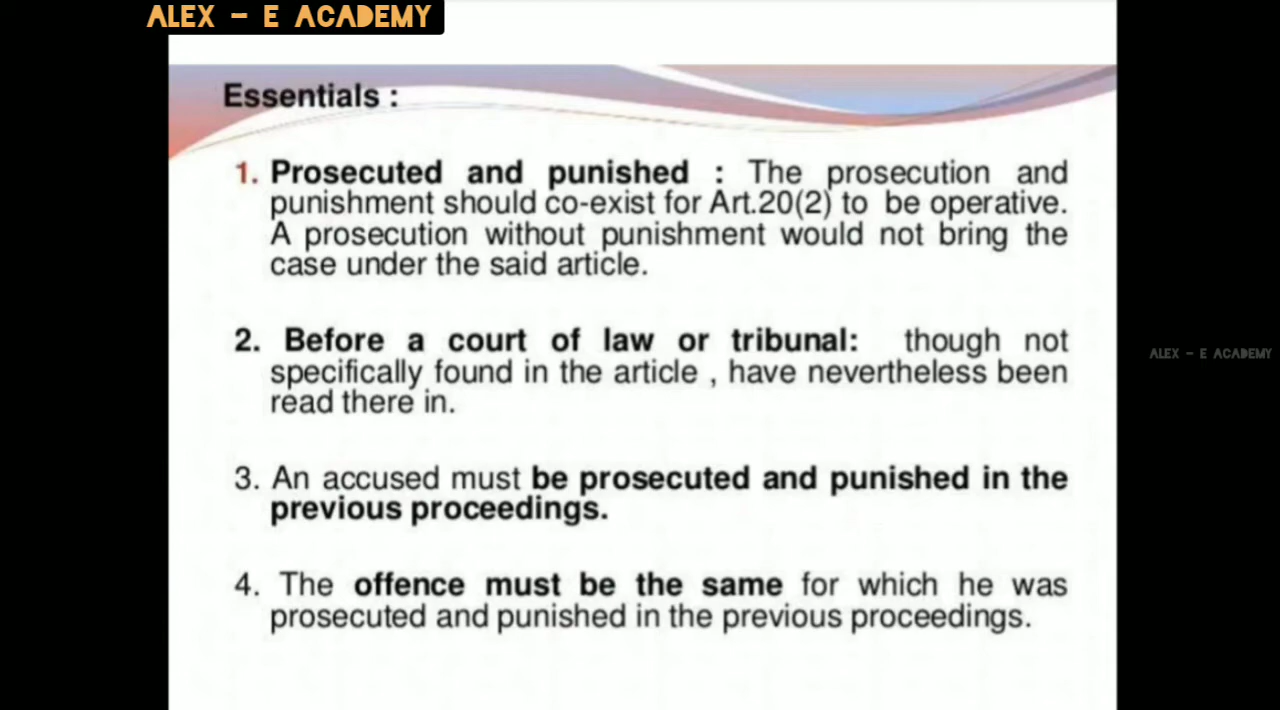 ALEX - E ACADEMY
Essentials :
1. Prosecuted and punished : The prosecution and
punishment should co-exist for Art.20(2) to be operative.
A prosecution without punishment would not bring the
case under the said article.
2. Before a court of law or tribunal: though not
specifically found in the article , have nevertheless been
read there in.
ALEX - E ACADEMY
3. An accused must be prosecuted and punished in the
previous proceedings.
4. The offence must be the same for which he was
prosecuted and punished in the previous proceedings.